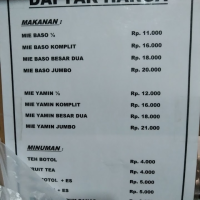 DAFTAR HARGA
MAKANAN :
MIE BASO ½ Rp. 11.000
MIE BASO KOMPLIT Rp. 16.000
MIE BASO BESAR DUA Rp. 18.000
MIE BASO JUMBO Rp. 20.000
MIE YAMIN ½ Rp. 12.000
MIE YAMIN KOMPLIT Rp. 16.000
MIE YAMIN BESAR DUA Rp. 18.000
MIE YAMIN JUMBO Rp. 21.000
MINUMAN :
TEH BOTOL Rp. 4.000
FRUIT TEA Rp. 4.000
BOTOL + ES Rp. 5.000
+ ES Rp. 5.000